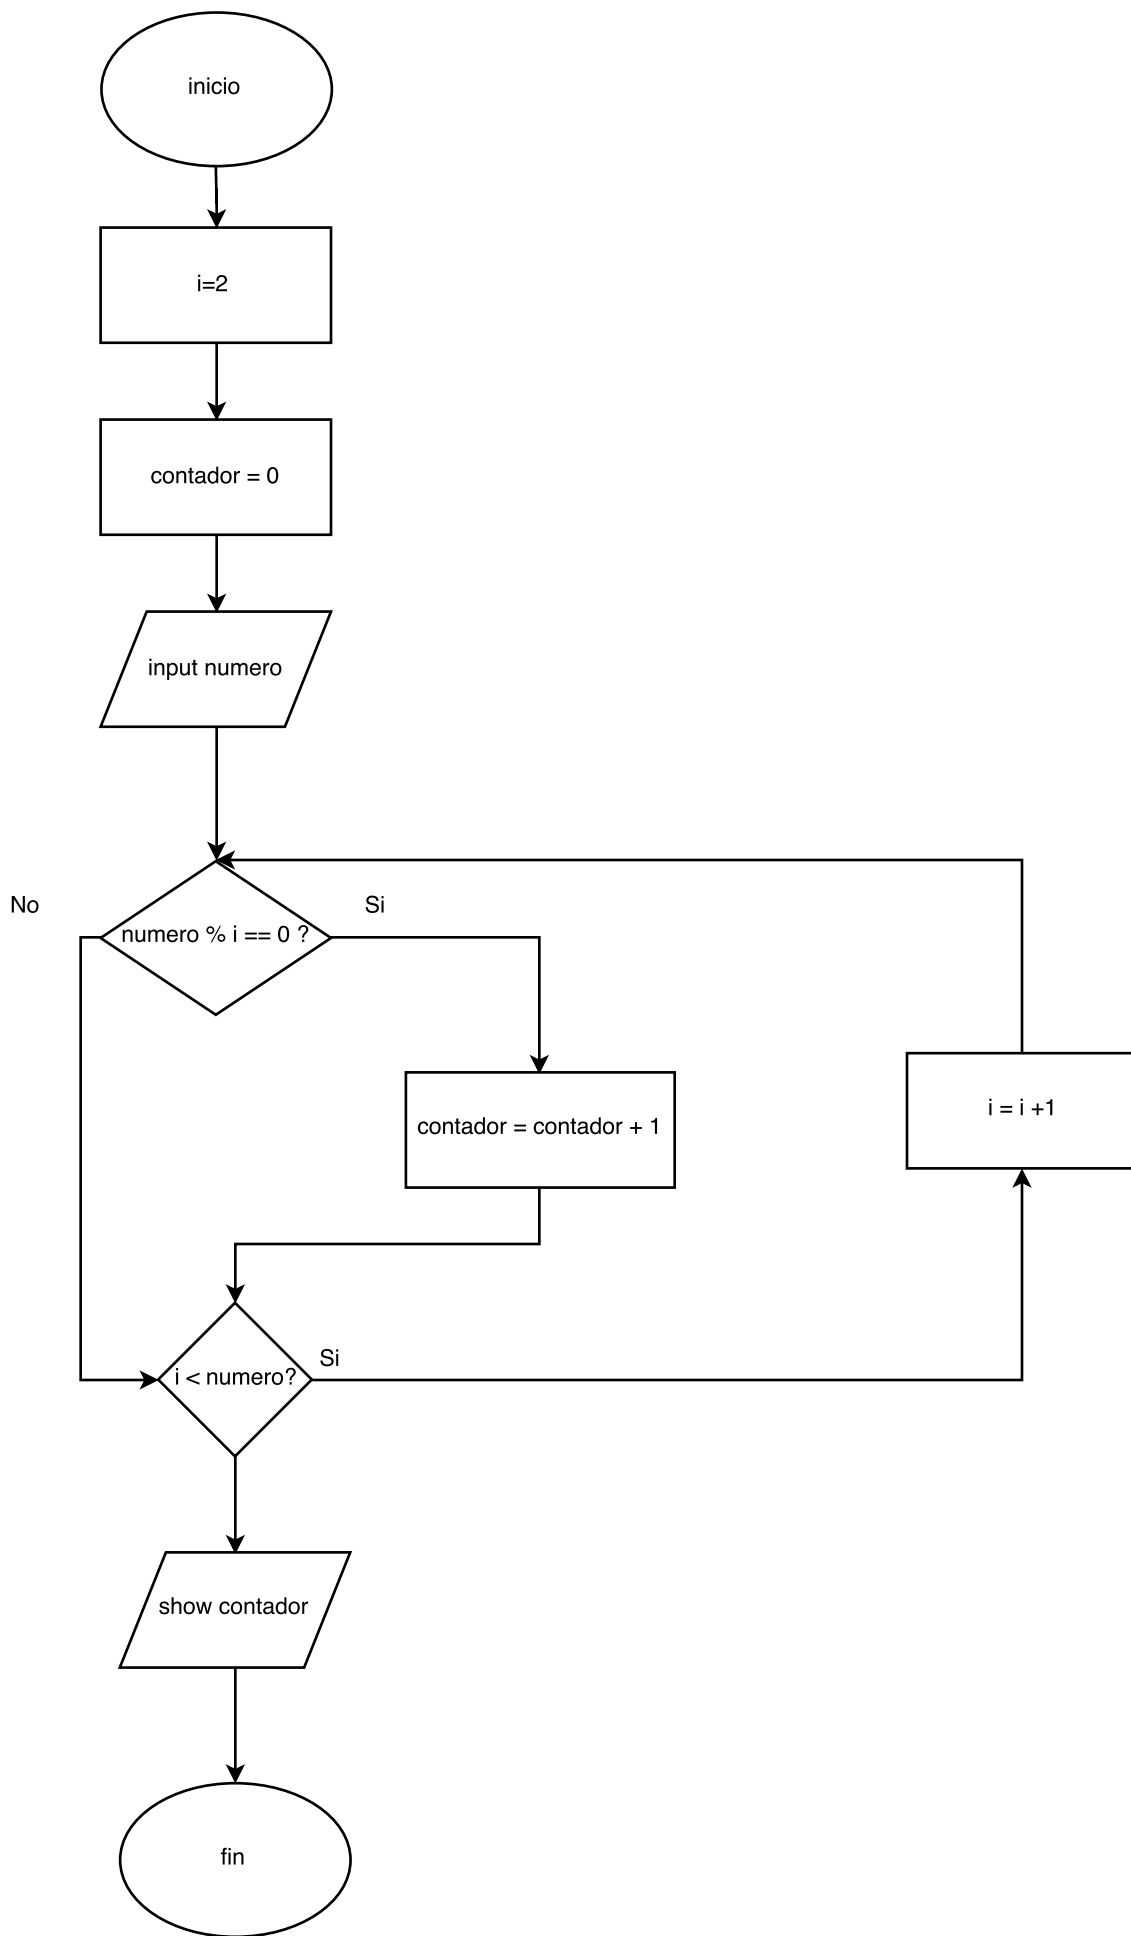 inicio
i=2
contador = 0
input numero
No
Si
numero % i == 0 ?
i = i +1
contador = contador + 1
Si
i < numero?
show contador
fin